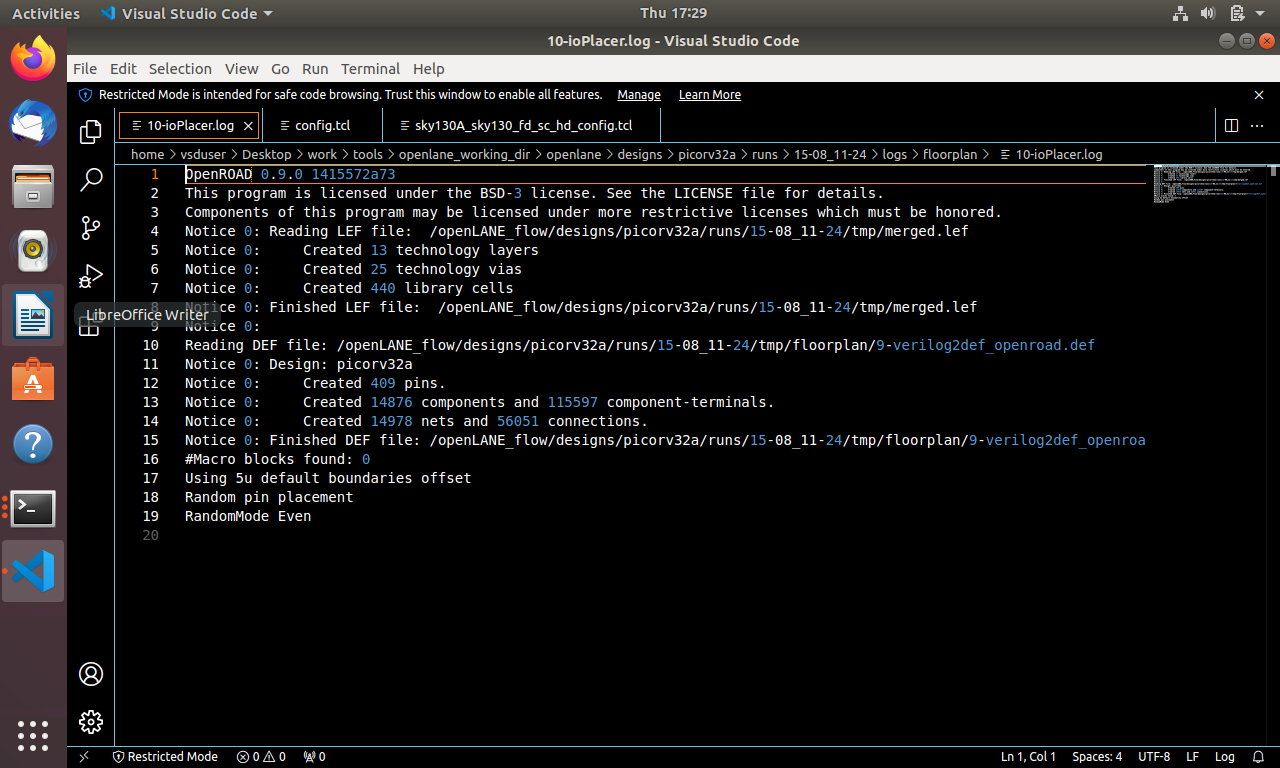 Activities Visual Studio Code Thu 17:29
10-ioPlacer.log - Visual Studio Code
File Edit Selection View Go Run Terminal Help
Restricted Mode is intended for safe code browsing. Trust this window to enable all features. Manage Learn More
10-ioPlacer.log config.tcl sky130A_sky130_fd_sc_hd_config.tcl
home > vsduser > Desktop > work > tools > openlane_working_dir > openlane > designs > picorv32a > runs > 15-08_11-24 > logs > floorplan > 10-ioPlacer.log
1 OpenROAD 0.9.0 1415572a73
2 This program is licensed under the BSD-3 license. See the LICENSE file for details.
3 Components of this program may be licensed under more restrictive licenses which must be honored.
4 Notice 0: Reading LEF file:  /openLANE_flow/designs/picorv32a/runs/15-08_11-24/tmp/merged.lef
5 Notice 0:     Created 13 technology layers
6 Notice 0:     Created 25 technology vias
7 Notice 0:     Created 440 library cells
8 Notice 0: Finished LEF file:  /openLANE_flow/designs/picorv32a/runs/15-08_11-24/tmp/merged.lef
LibreOffice Writer
9 Notice 0:
10 Reading DEF file: /openLANE_flow/designs/picorv32a/runs/15-08_11-24/tmp/floorplan/9-verilog2def_openroad.def
11 Notice 0: Design: picorv32a
12 Notice 0:     Created 409 pins.
13 Notice 0:     Created 14876 components and 115597 component-terminals.
14 Notice 0:     Created 14978 nets and 56051 connections.
15 Notice 0: Finished DEF file: /openLANE_flow/designs/picorv32a/runs/15-08_11-24/tmp/floorplan/9-verilog2def_openroa
16 #Macro blocks found: 0
17 Using 5u default boundaries offset
18 Random pin placement
19 RandomMode Even
20
Restricted Mode 0 0 0 Ln 1, Col 1 Spaces: 4 UTF-8 LF Log